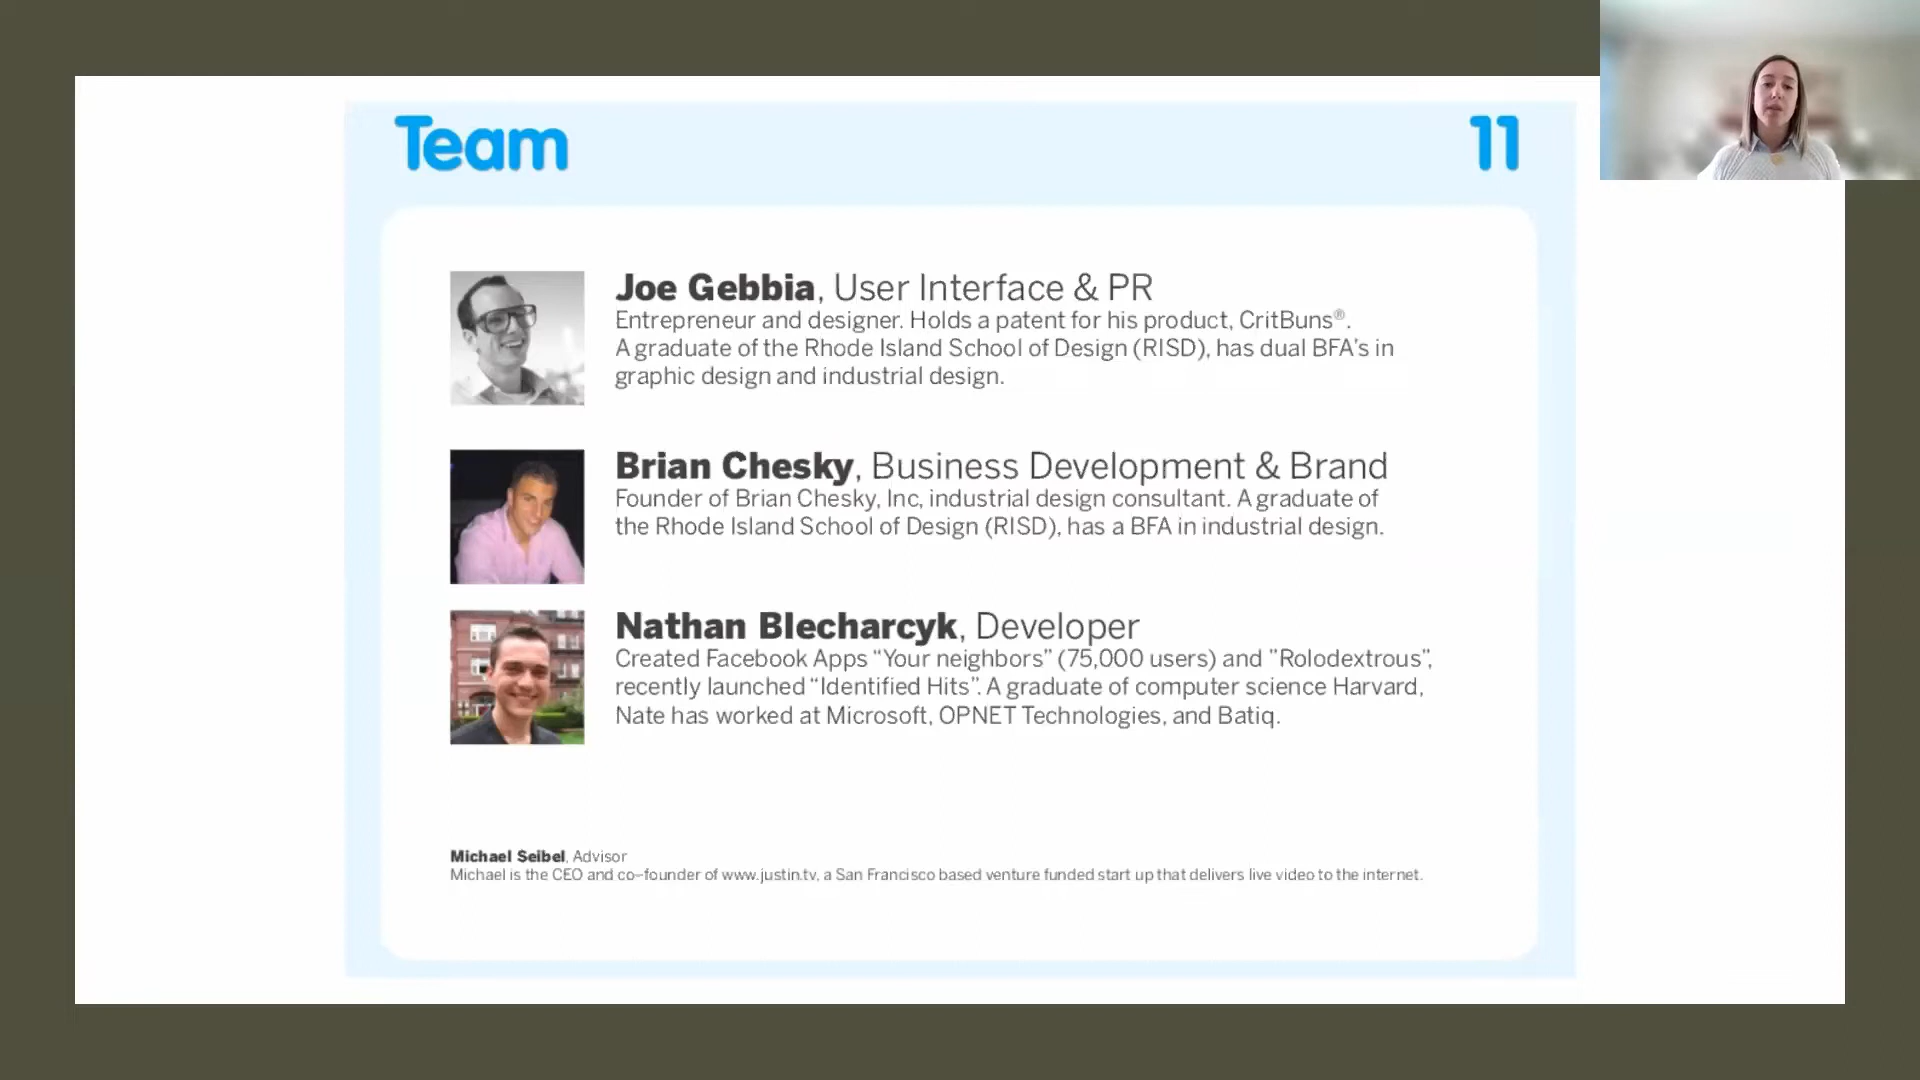 Team
11
Joe Gebbia, User Interface & PR
Entrepreneur and designer. Holds a patent for his product, CritBuns®.
A graduate of the Rhode Island School of Design (RISD), has dual BFA's in
graphic design and industrial design.
Brian Chesky, Business Development & Brand
Founder of Brian Chesky, Inc, industrial design consultant. A graduate of
the Rhode Island School of Design (RISD), has a BFA in industrial design.
Nathan Blecharcyk, Developer
Created Facebook Apps “Your neighbors” (75,000 users) and "Rolodextrous”,
recently launched “Identified Hits”. A graduate of computer science Harvard,
Nate has worked at Microsoft, OPNET Technologies, and Batiq.
Michael Seibel, Advisor
Michael is the CEO and co–founder of www.justin.tv, a San Francisco based venture funded start up that delivers live video to the internet.